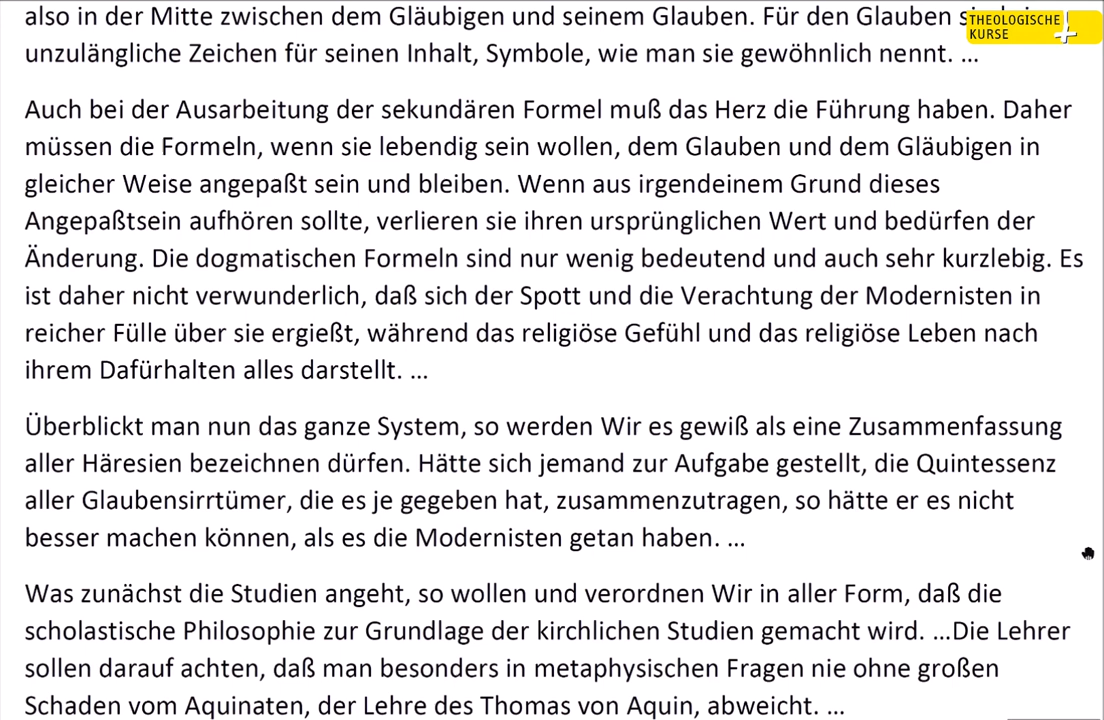 also in der Mitte zwischen dem Gläubigen und seinem Glauben. Für den Glauben
THEOLOGISCHE
KURSE
unzulängliche Zeichen für seinen Inhalt, Symbole, wie man sie gewöhnlich nennt. ...
Auch bei der Ausarbeitung der sekundären Formel muß das Herz die Führung haben. Daher
müssen die Formeln, wenn sie lebendig sein wollen, dem Glauben und dem Gläubigen in
gleicher Weise angepaßt sein und bleiben. Wenn aus irgendeinem Grund dieses
Angepaßtsein aufhören sollte, verlieren sie ihren ursprünglichen Wert und bedürfen der
Änderung. Die dogmatischen Formeln sind nur wenig bedeutend und auch sehr kurzlebig. Es
ist daher nicht verwunderlich, daß sich der Spott und die Verachtung der Modernisten in
reicher Fülle über sie ergießt, während das religiöse Gefühl und das religiöse Leben nach
ihrem Dafürhalten alles darstellt. ...
Überblickt man nun das ganze System, so werden Wir es gewiß als eine Zusammenfassung
aller Häresien bezeichnen dürfen. Hätte sich jemand zur Aufgabe gestellt, die Quintessenz
aller Glaubensirrtümer, die es je gegeben hat, zusammenzutragen, so hätte er es nicht
besser machen können, als es die Modernisten getan haben. ...
Was zunächst die Studien angeht, so wollen und verordnen Wir in aller Form, daß die
scholastische Philosophie zur Grundlage der kirchlichen Studien gemacht wird. ...Die Lehrer
sollen darauf achten, daß man besonders in metaphysischen Fragen nie ohne großen
Schaden vom Aquinaten, der Lehre des Thomas von Aquin, abweicht. ...